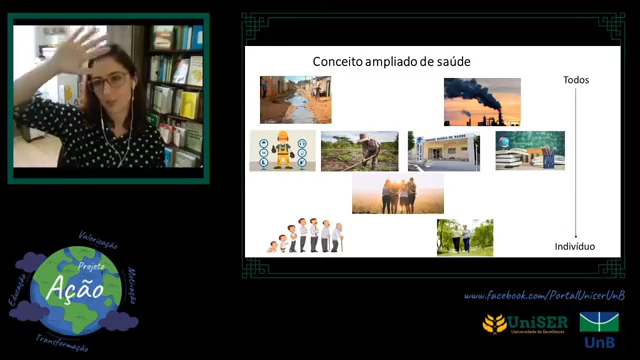 Conceito ampliado de saúde
Todos
Indivíduo
Valorização
Educação
Projeto
Ação
Motivação
Transformação
www.facebook.com/PortalUniserUnB
UniSER
UnB